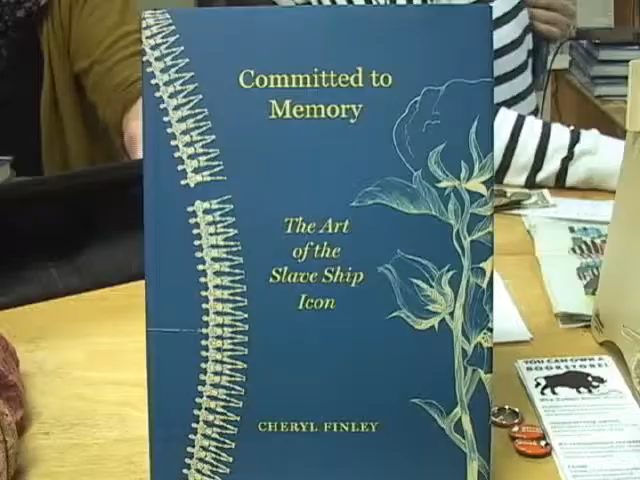 Committed to
Memory
The Art
of the
Slave Ship
Icon
CHERYL FINLEY
YOU CAN OWN A
BOOKSTORE!